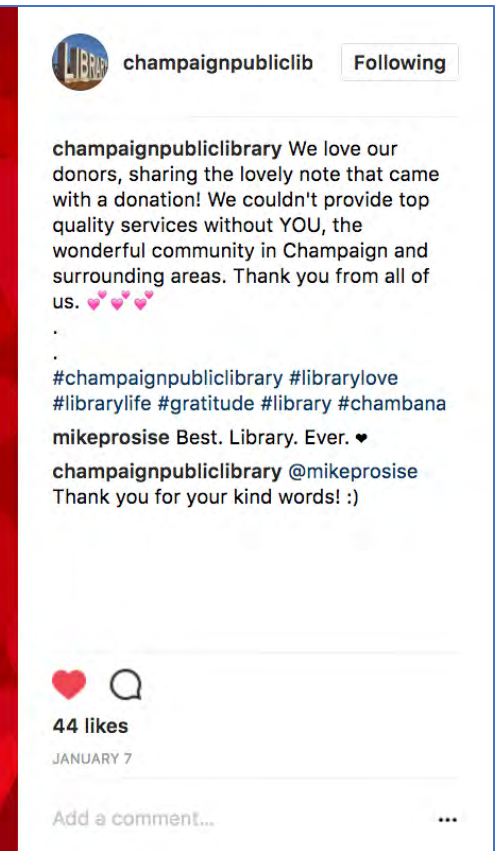 LIBRAR
champaignpubliclib
Following
champaignpubliclibrary We love our
donors, sharing the lovely note that came
with a donation! We couldn't provide top
quality services without YOU, the
wonderful community in Champaign and
surrounding areas. Thank you from all of
us. 💕💕💕
.
.
#champaignpubliclibrary #librarylove
#librarylife #gratitude #library #chambana
mikeprosise Best. Library. Ever. ❤
champaignpubliclibrary @mikeprosise
Thank you for your kind words! :)
44 likes
JANUARY 7
Add a comment...